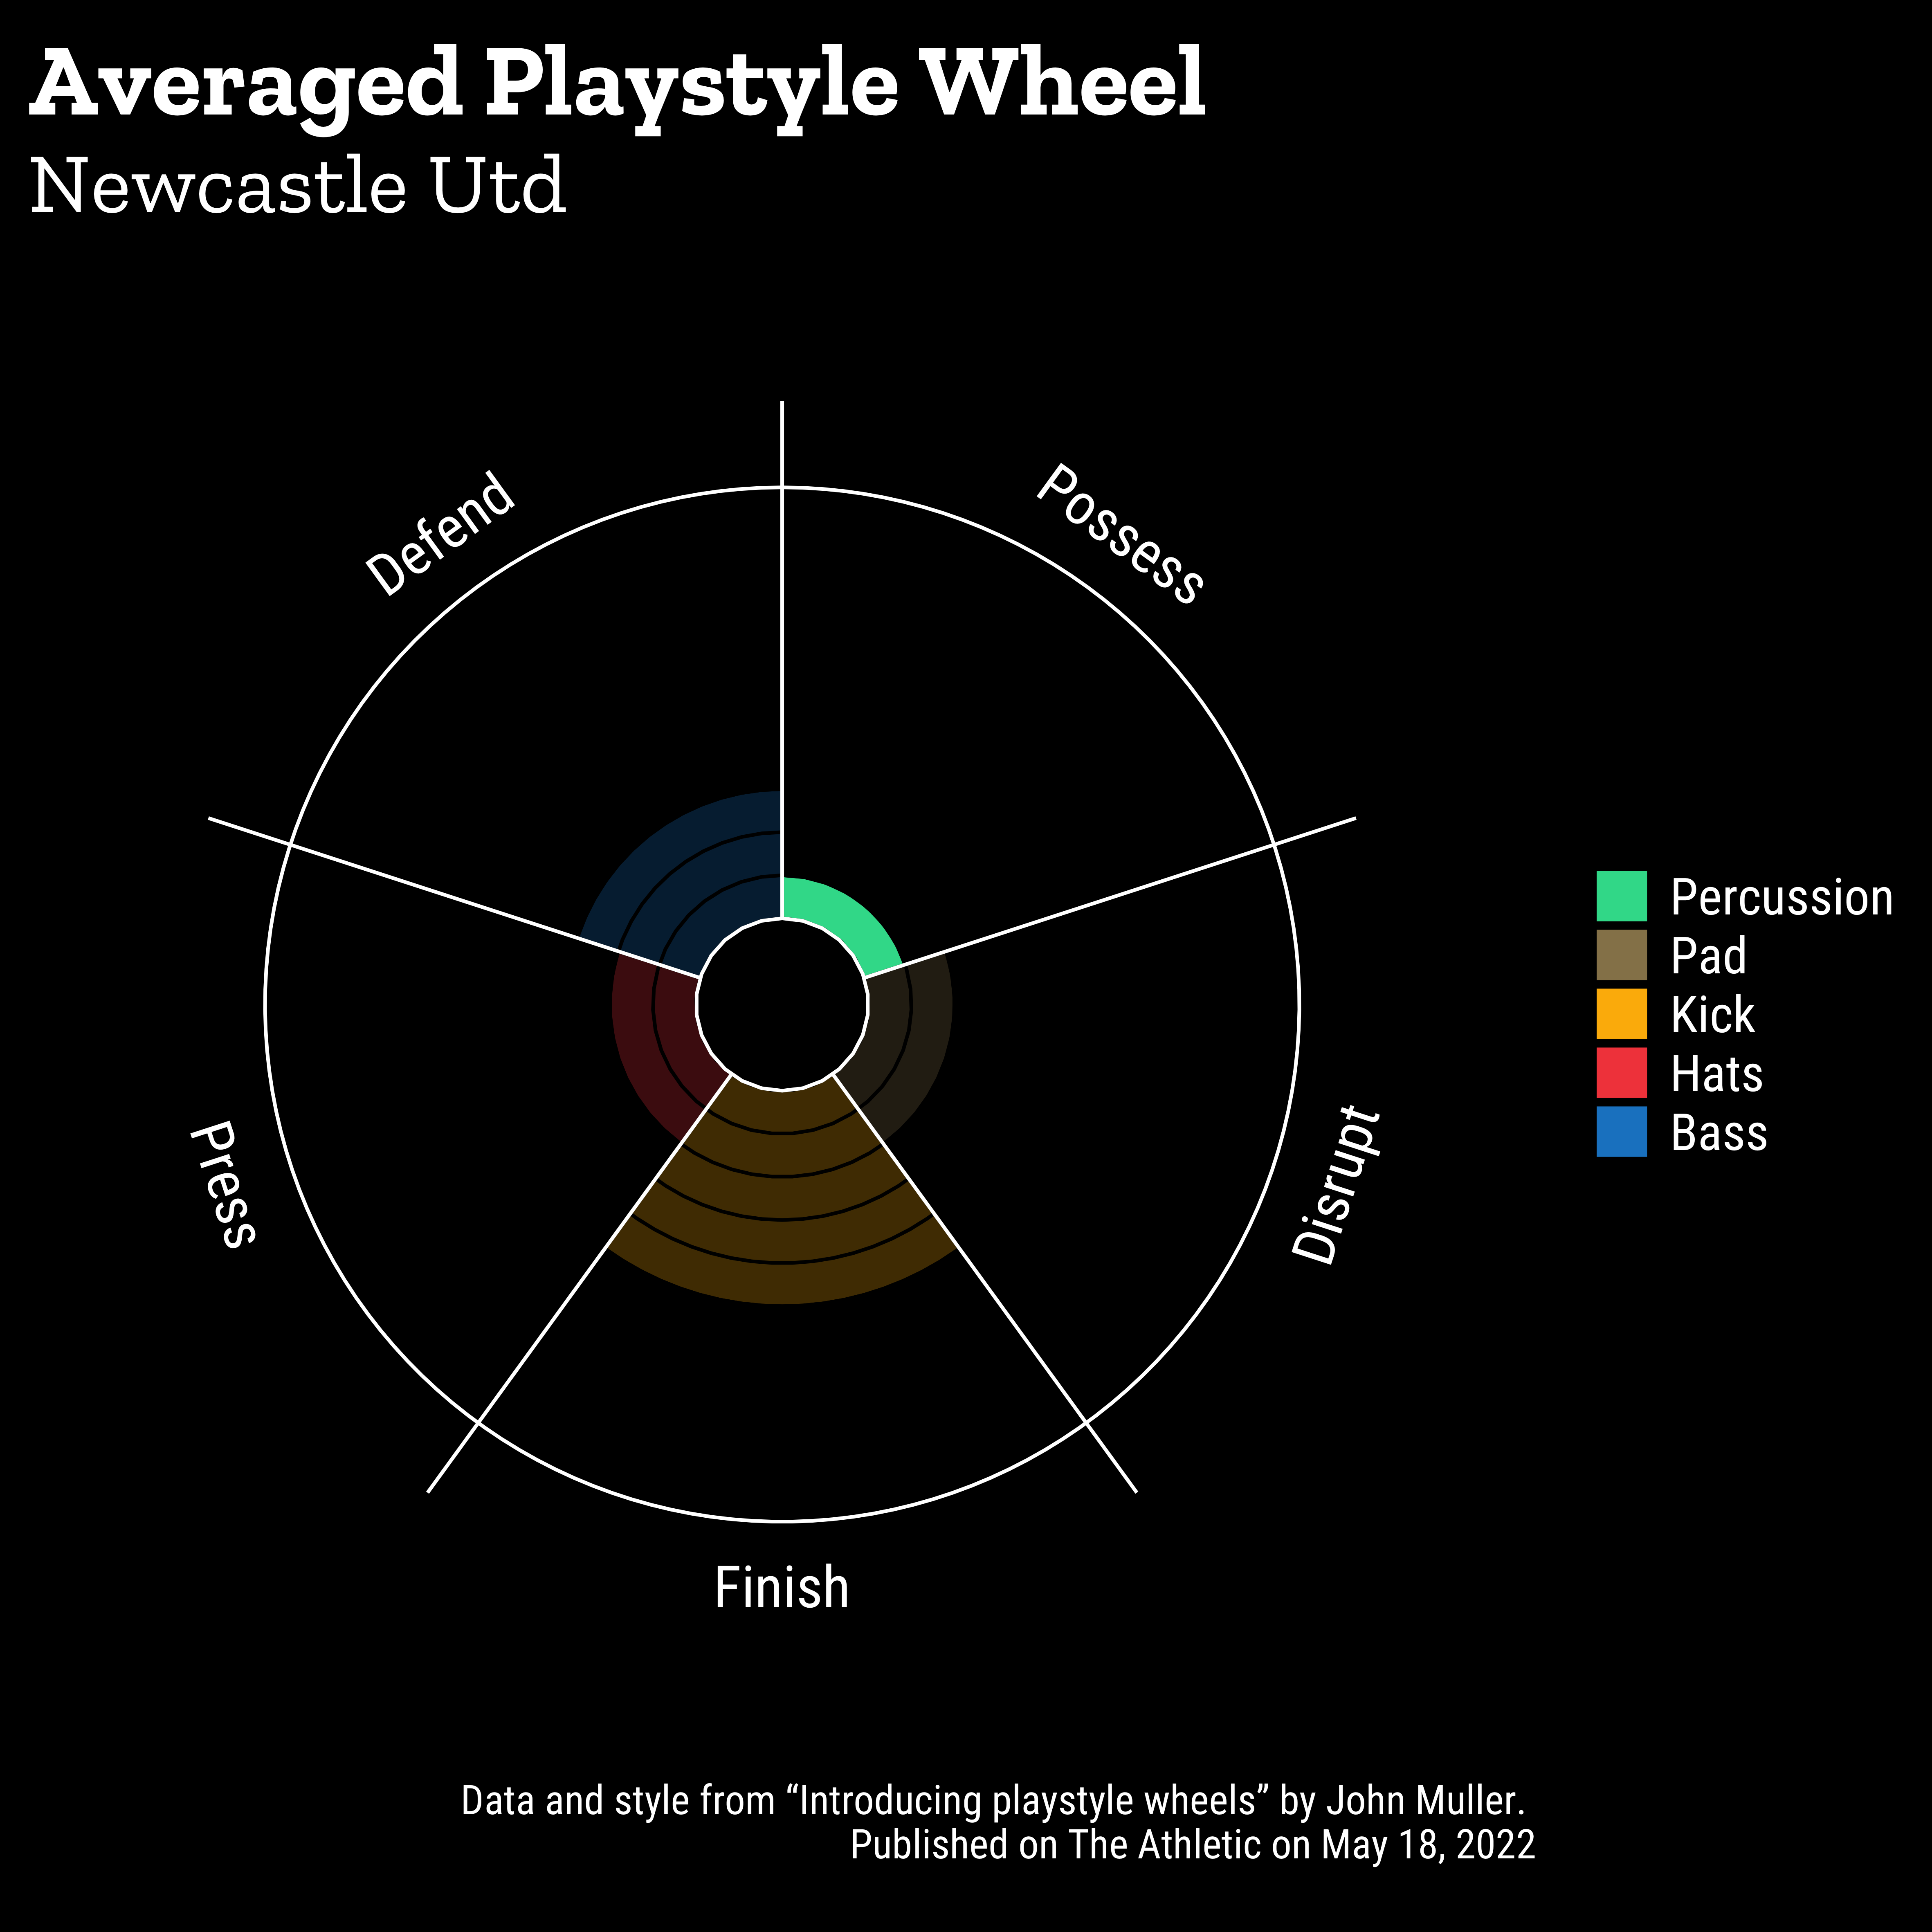 Averaged Playstyle Wheel
Newcastle Utd
Defend
Possess
Press
Disrupt
Finish
Percussion
Pad
Kick
Hats
Bass
Data and style from “Introducing playstyle wheels” by John Muller.
Published on The Athletic on May 18, 2022